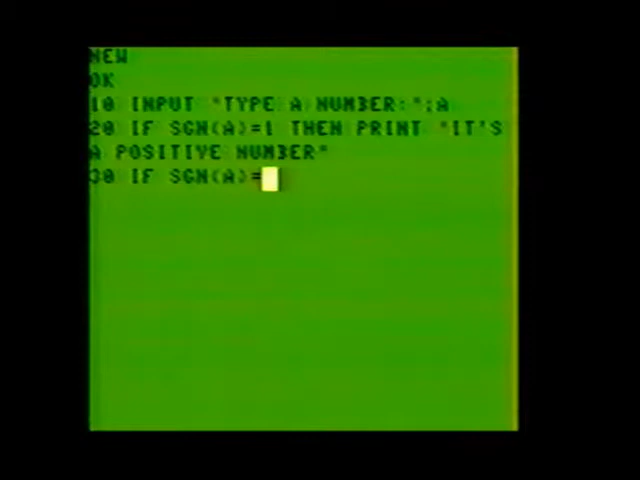 NEW
OK
10 INPUT "TYPE A NUMBER:";A
20 IF SGN(A)=1 THEN PRINT "IT'S
A POSITIVE NUMBER"
30 IF SGN(A)=